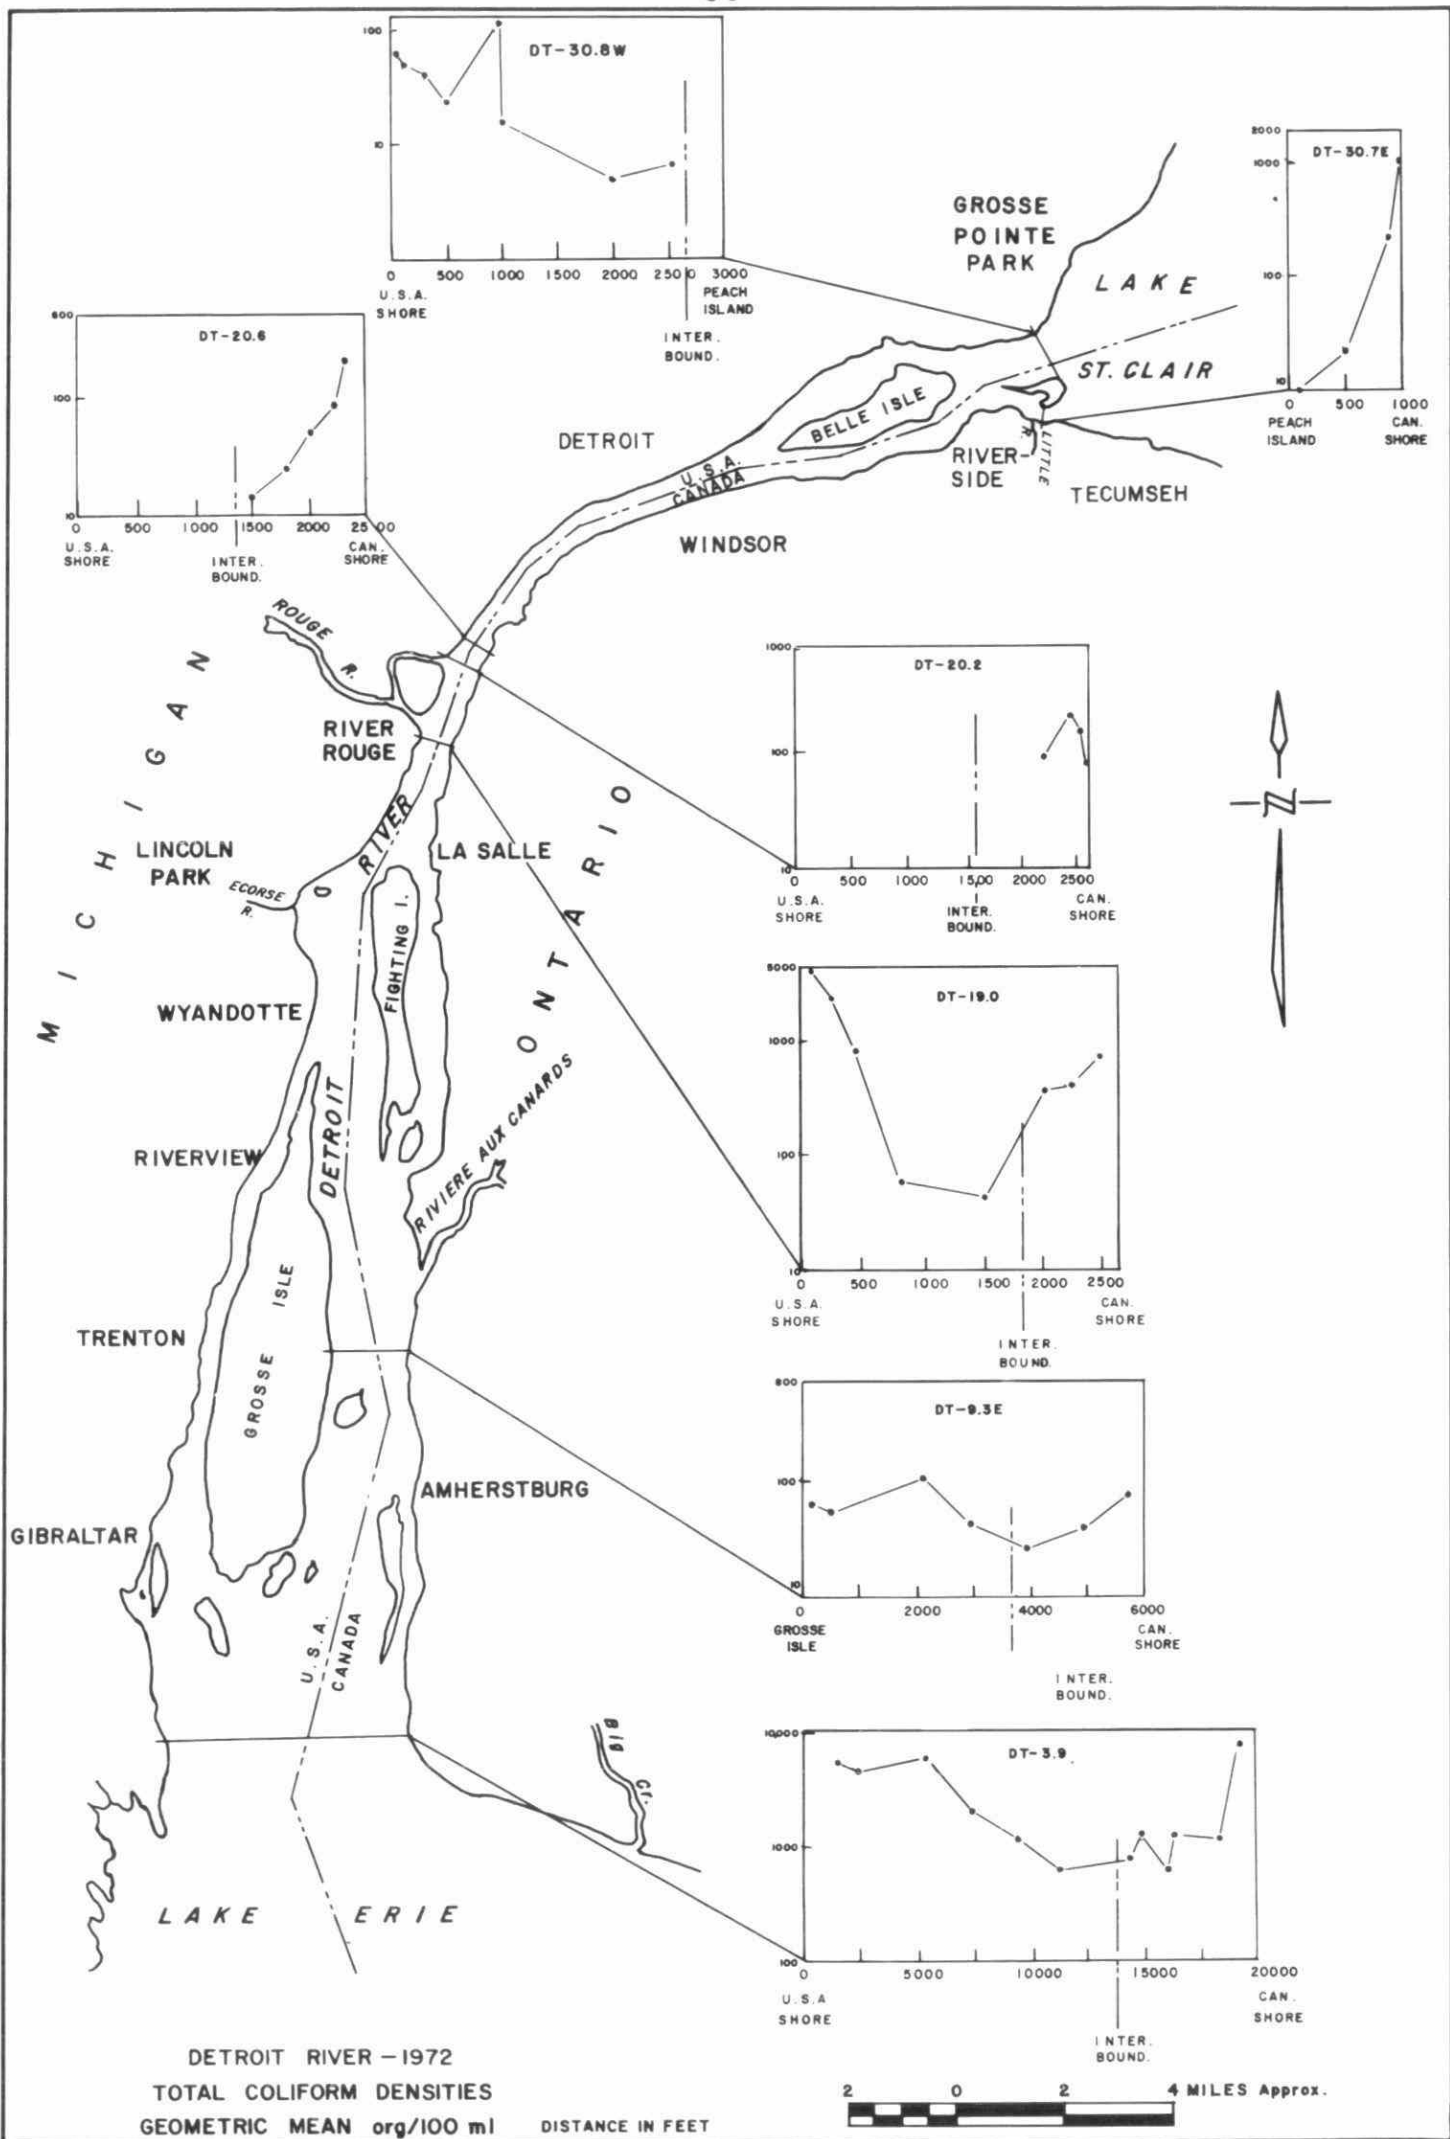 DT-30.8W
100
10
0 500 1000 1500 2000 2500 3000
U.S.A. SHORE
PEACH ISLAND
INTER. BOUND.
DT-30.7E
2000
1000
100
10
0 500 1000
PEACH ISLAND
CAN. SHORE
DT-20.6
600
100
10
0 500 1000 1500 2000 2500
U.S.A. SHORE
INTER. BOUND.
CAN. SHORE
GROSSE
POINTE
PARK
LAKE
ST. CLAIR
BELLE ISLE
DETROIT
U.S.A.
CANADA
RIVER-
SIDE
LITTLE R.
TECUMSEH
WINDSOR
ROUGE R.
MICHIGAN
RIVER
ROUGE
DT-20.2
1000
100
10
0 500 1000 1500 2000 2500
U.S.A. SHORE
INTER. BOUND.
CAN. SHORE
N
ONTARIO
LINCOLN
PARK
ECORSE
R.
DETROIT RIVER
LA SALLE
FIGHTING I.
WYANDOTTE
DT-19.0
5000
1000
100
10
0 500 1000 1500 2000 2500
U.S.A. SHORE
CAN. SHORE
INTER. BOUND.
RIVERVIEW
RIVIERE AUX CANARDS
GROSSE ISLE
TRENTON
DT-9.3E
800
100
10
0 2000 4000 6000
GROSSE ISLE
CAN. SHORE
INTER.
BOUND.
AMHERSTBURG
GIBRALTAR
U.S.A.
CANADA
BIG Cr.
DT-3.9
10,000
1000
100
0 5000 10000 15000 20000
U.S.A SHORE
CAN. SHORE
INTER. BOUND.
LAKE ERIE
DETROIT RIVER – 1972
TOTAL COLIFORM DENSITIES
GEOMETRIC MEAN org/100 ml DISTANCE IN FEET
2 0 2 4 MILES Approx.